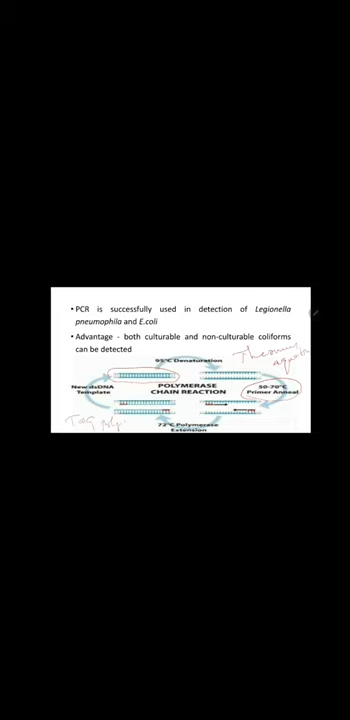 • PCR is successfully used in detection of Legionella
pneumophila and E.coli
• Advantage - both culturable and non-culturable coliforms
can be detected
95°C Denaturation
Thermus
aquatic
New dsDNA
Template
POLYMERASE
CHAIN REACTION
50-70°C
Primer Anneal
Taq
72°C Polymerase
Extension